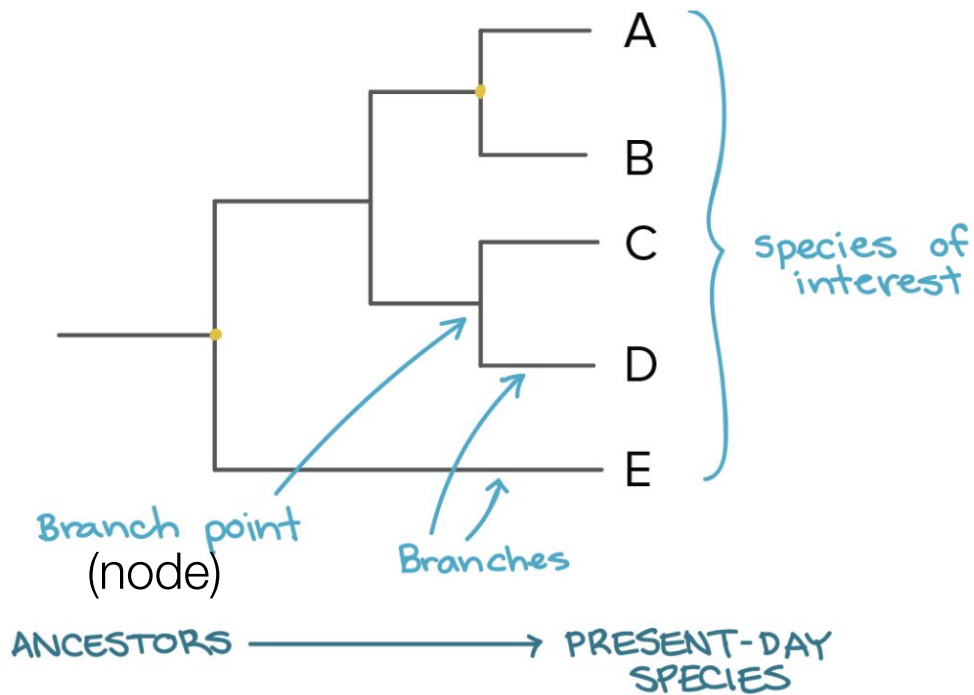 A
B
C
D
E
species of
interest
Branch point
(node)
Branches
ANCESTORS
PRESENT-DAY
SPECIES